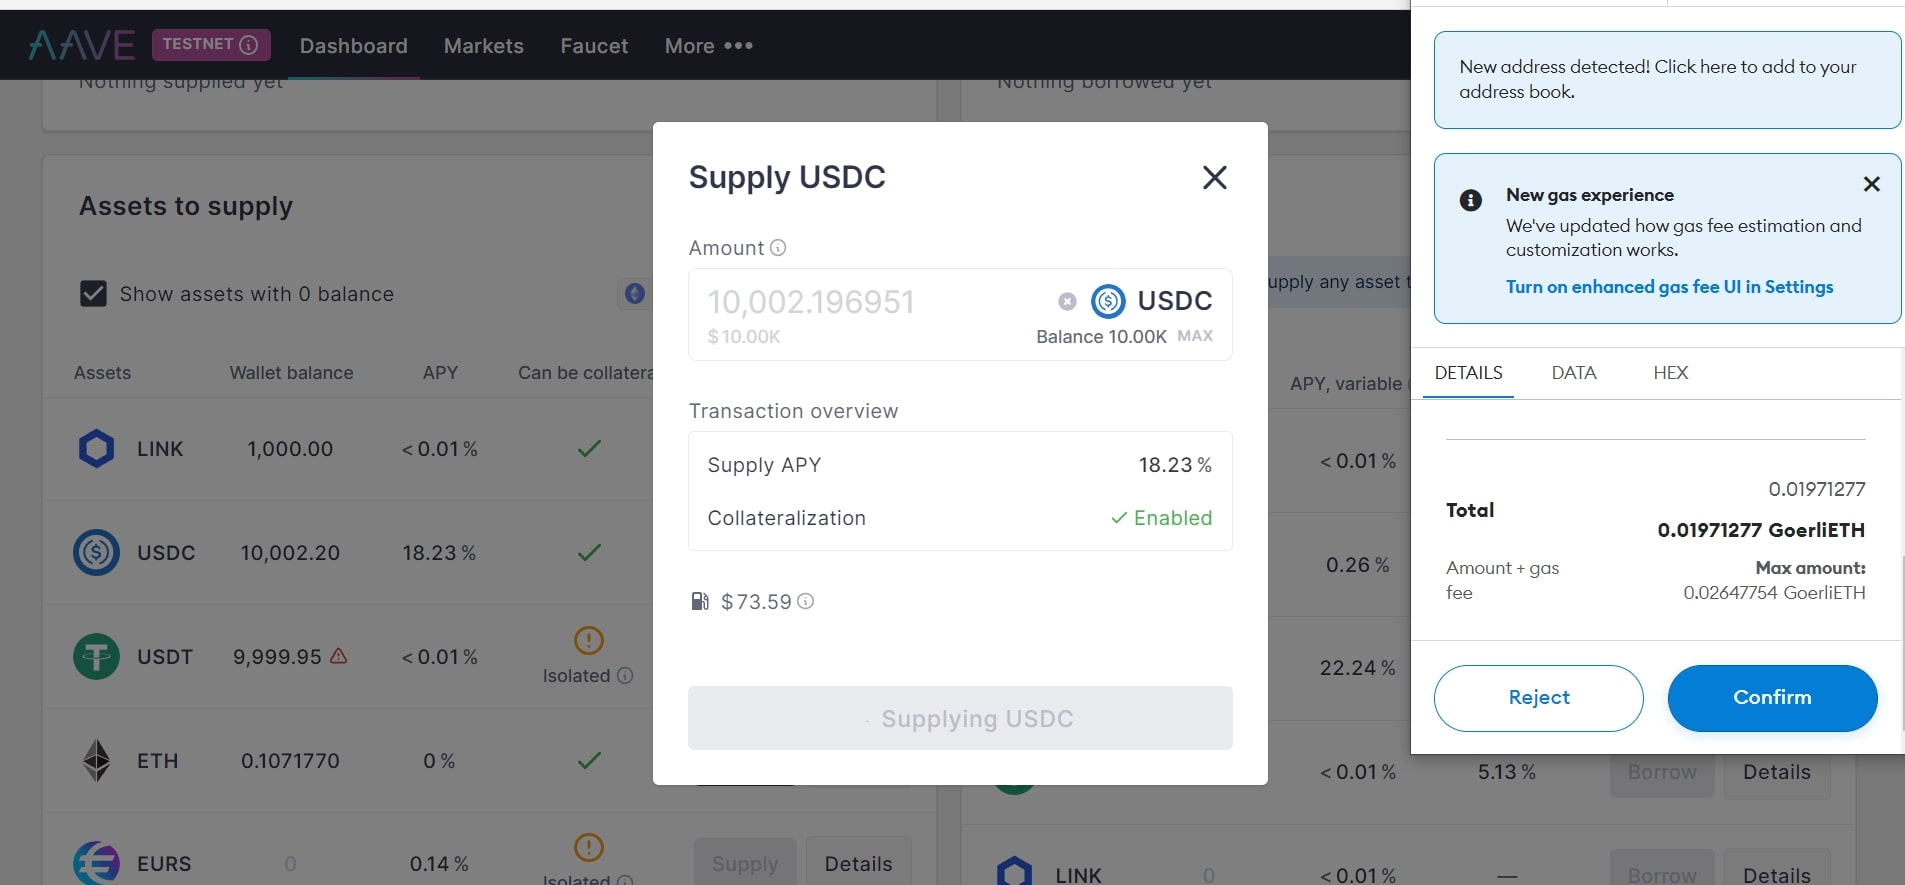 AAVE TESTNET Dashboard Markets Faucet More •••
Nothing supplied yet
Nothing borrowed yet
Assets to supply
Show assets with 0 balance
Assets Wallet balance APY Can be collatera
LINK 1,000.00 < 0.01 %
USDC 10,002.20 18.23 %
USDT 9,999.95 < 0.01 %
Isolated
ETH 0.1071770 0 %
EURS 0 0.14 % Supply Details
Isolated
Supply USDC
Amount
10,002.196951 USDC
$ 10.00K Balance 10.00K MAX
Transaction overview
Supply APY 18.23 %
Collateralization Enabled
$ 73.59
Supplying USDC
upply any asset t
APY, variable
< 0.01 %
0.26 %
22.24 %
< 0.01 % 5.13 % Borrow Details
LINK 0 < 0.01 % — Borrow Details
New address detected! Click here to add to your
address book.
New gas experience
We've updated how gas fee estimation and
customization works.
Turn on enhanced gas fee UI in Settings
DETAILS DATA HEX
0.01971277
Total
0.01971277 GoerliETH
Amount + gas
fee
Max amount:
0.02647754 GoerliETH
Reject Confirm